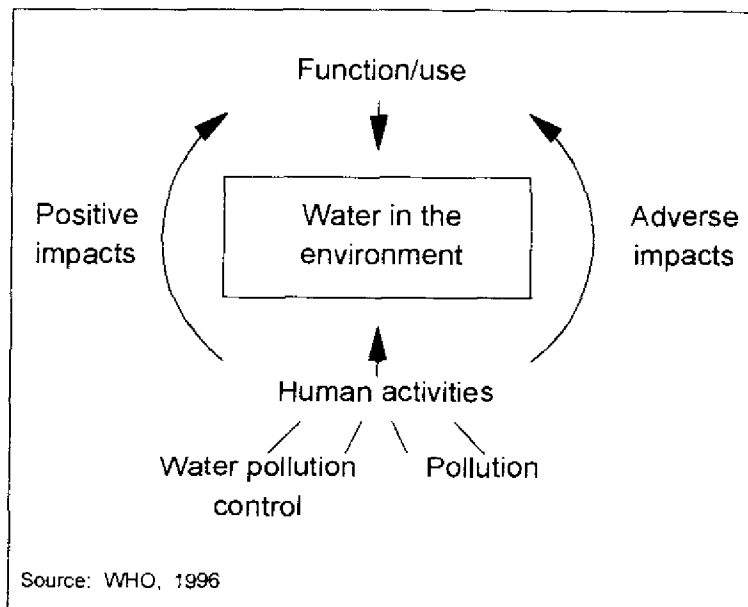 Function/use
Positive
impacts
Water in the
environment
Adverse
impacts
Human activities
Water pollution
control
Pollution
Source: WHO, 1996